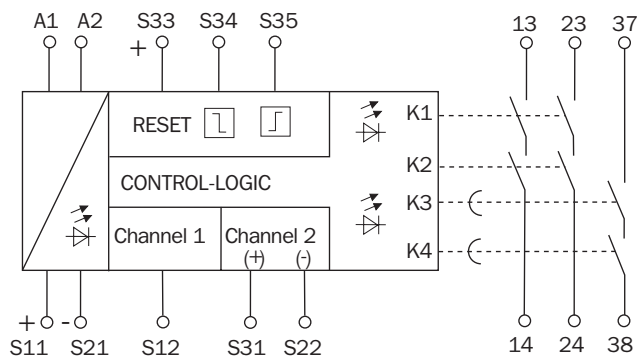 A1 A2 S33 S34 S35 13 23 37
+
RESET K1
K2
CONTROL-LOGIC
K3
Channel 1 Channel 2
(+) (-) K4
+ -
S11 S21 S12 S31 S22 14 24 38